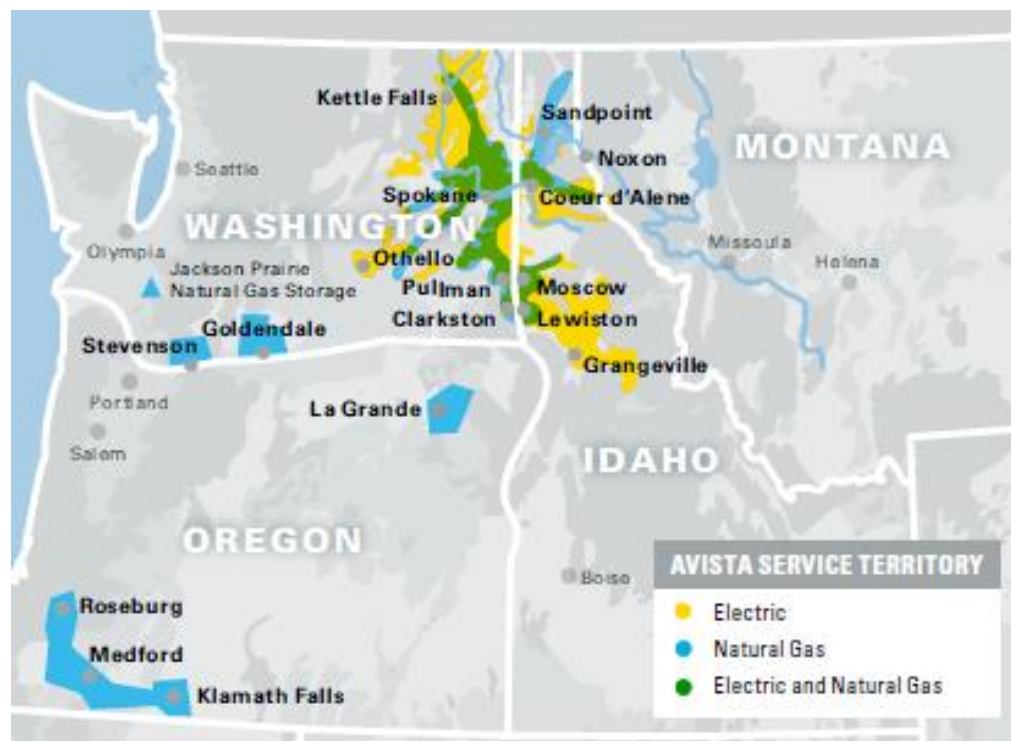 Kettle Falls
Sandpoint
MONTANA
Noxon
Seattle
Spokane
Coeur d'Alene
WASHINGTON
Olympia
Othello
Missoula
Helena
Jackson Prairie
Natural Gas Storage
Pullman
Moscow
Clarkston
Lewiston
Goldendale
Stevenson
Grangeville
Portland
La Grande
Salem
IDAHO
OREGON
AVISTA SERVICE TERRITORY
Boise
Electric
Natural Gas
Electric and Natural Gas
Roseburg
Medford
Klamath Falls